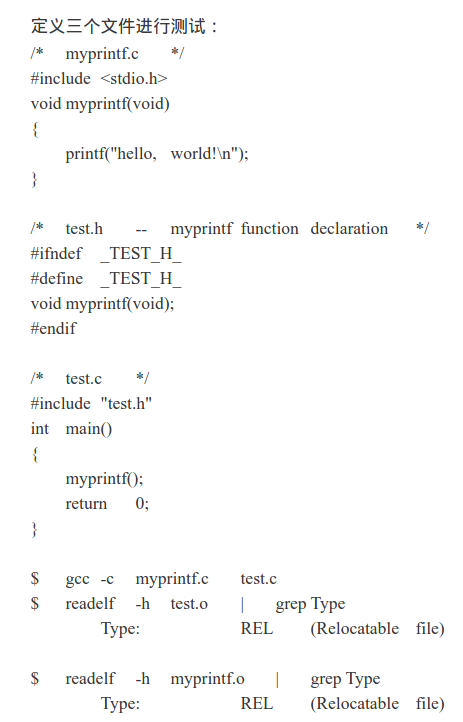 定义三个文件进行测试：
/* myprintf.c */
#include <stdio.h>
void myprintf(void)
{
printf("hello, world!\n");
}
/* test.h -- myprintf function declaration */
#ifndef _TEST_H_
#define _TEST_H_
void myprintf(void);
#endif
/* test.c */
#include "test.h"
int main()
{
myprintf();
return 0;
}
$ gcc -c myprintf.c test.c
$ readelf -h test.o | grep Type
Type: REL (Relocatable file)
$ readelf -h myprintf.o | grep Type
Type: REL (Relocatable file)